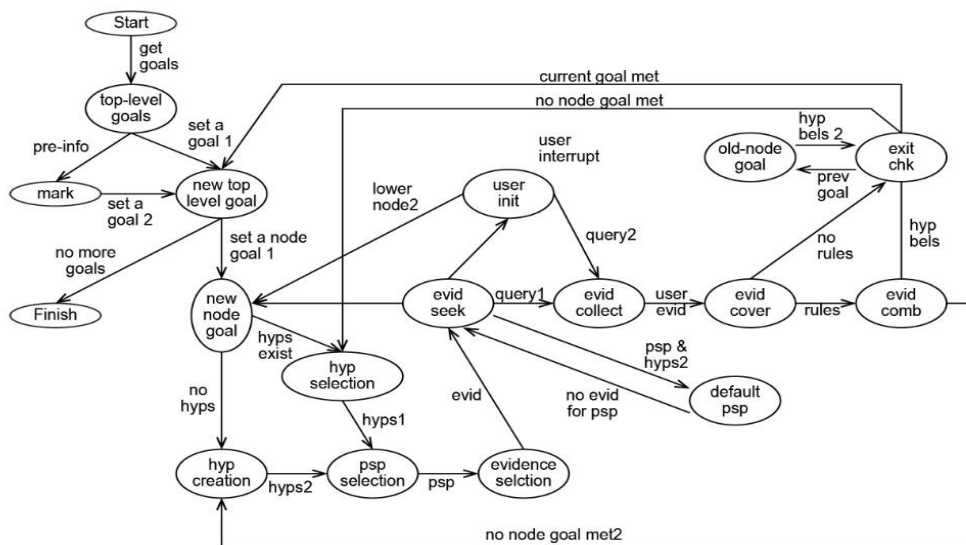 Start
get
goals
current goal met
top-level
goals
no node goal met
pre-info
set a
goal 1
user
interrupt
hyp
bels 2
old-node
goal
exit
chk
prev
goal
mark
set a
goal 2
new top
level goal
lower
node2
user
init
no more
goals
set a node
goal 1
query2
no
rules
hyp
bels
Finish
new
node
goal
evid
seek
query1
evid
collect
user
evid
evid
cover
rules
evid
comb
hyps
exist
hyp
selection
psp &
hyps2
no
hyps
evid
no evid
for psp
default
psp
hyps1
hyp
creation
hyps2
psp
selection
psp
evidence
selction
no node goal met2